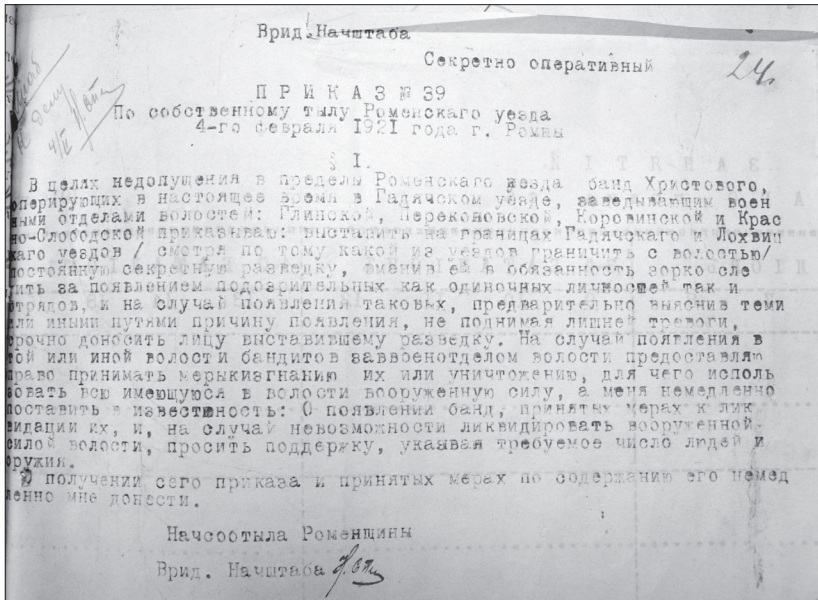 Врид.Начштаба
Секретно оперативный
24.
ПРИКАЗ № 39
По собственному тылу Роменскаго уезда
4-го февраля 1921 года г. Ромны
§ I.
В целях недопущения в пределы Роменскаго уезда банд Христового,
оперирующих в настоящее время в Гадячском уезде, заведывающим воен
ными отделами волостей: Глинской, Перекоповской, Коровинской и Крас
но-Слободской приказываю: выставить на границах Гадячскаго и Лохвиц
каго уездов / смотря по тому какой из уездов граничить с волостью/
постоянную секретную разведку, вменив ей в обязанность зорко сле
дить за появлением подозрительных как одиночных личностей так и
отрядов, и на случай появления таковых, предварительно выяснив теми
или иными путями причину появления, не поднимая лишней тревоги,
срочно доносить лицу выставившему разведку. На случай появления в
той или иной волости бандитов заввоенотделом волости предоставляю
право принимать мерыкизгнанию их или уничтожению, для чего исполь
зовать всю имеющуюся в волости вооруженную силу, а меня немедленно
поставить в известность: О появлении банд, принятых мерах к лик
видации их, и, на случай невозможности ликвидировать вооруженной
силой волости, просить поддержку, указывая требуемое число людей и
оружия.
О получении сего приказа и принятых мерах по содержанию его немед
ленно мне донести.
Начсобтыла Роменщины
Врид. Начштаба